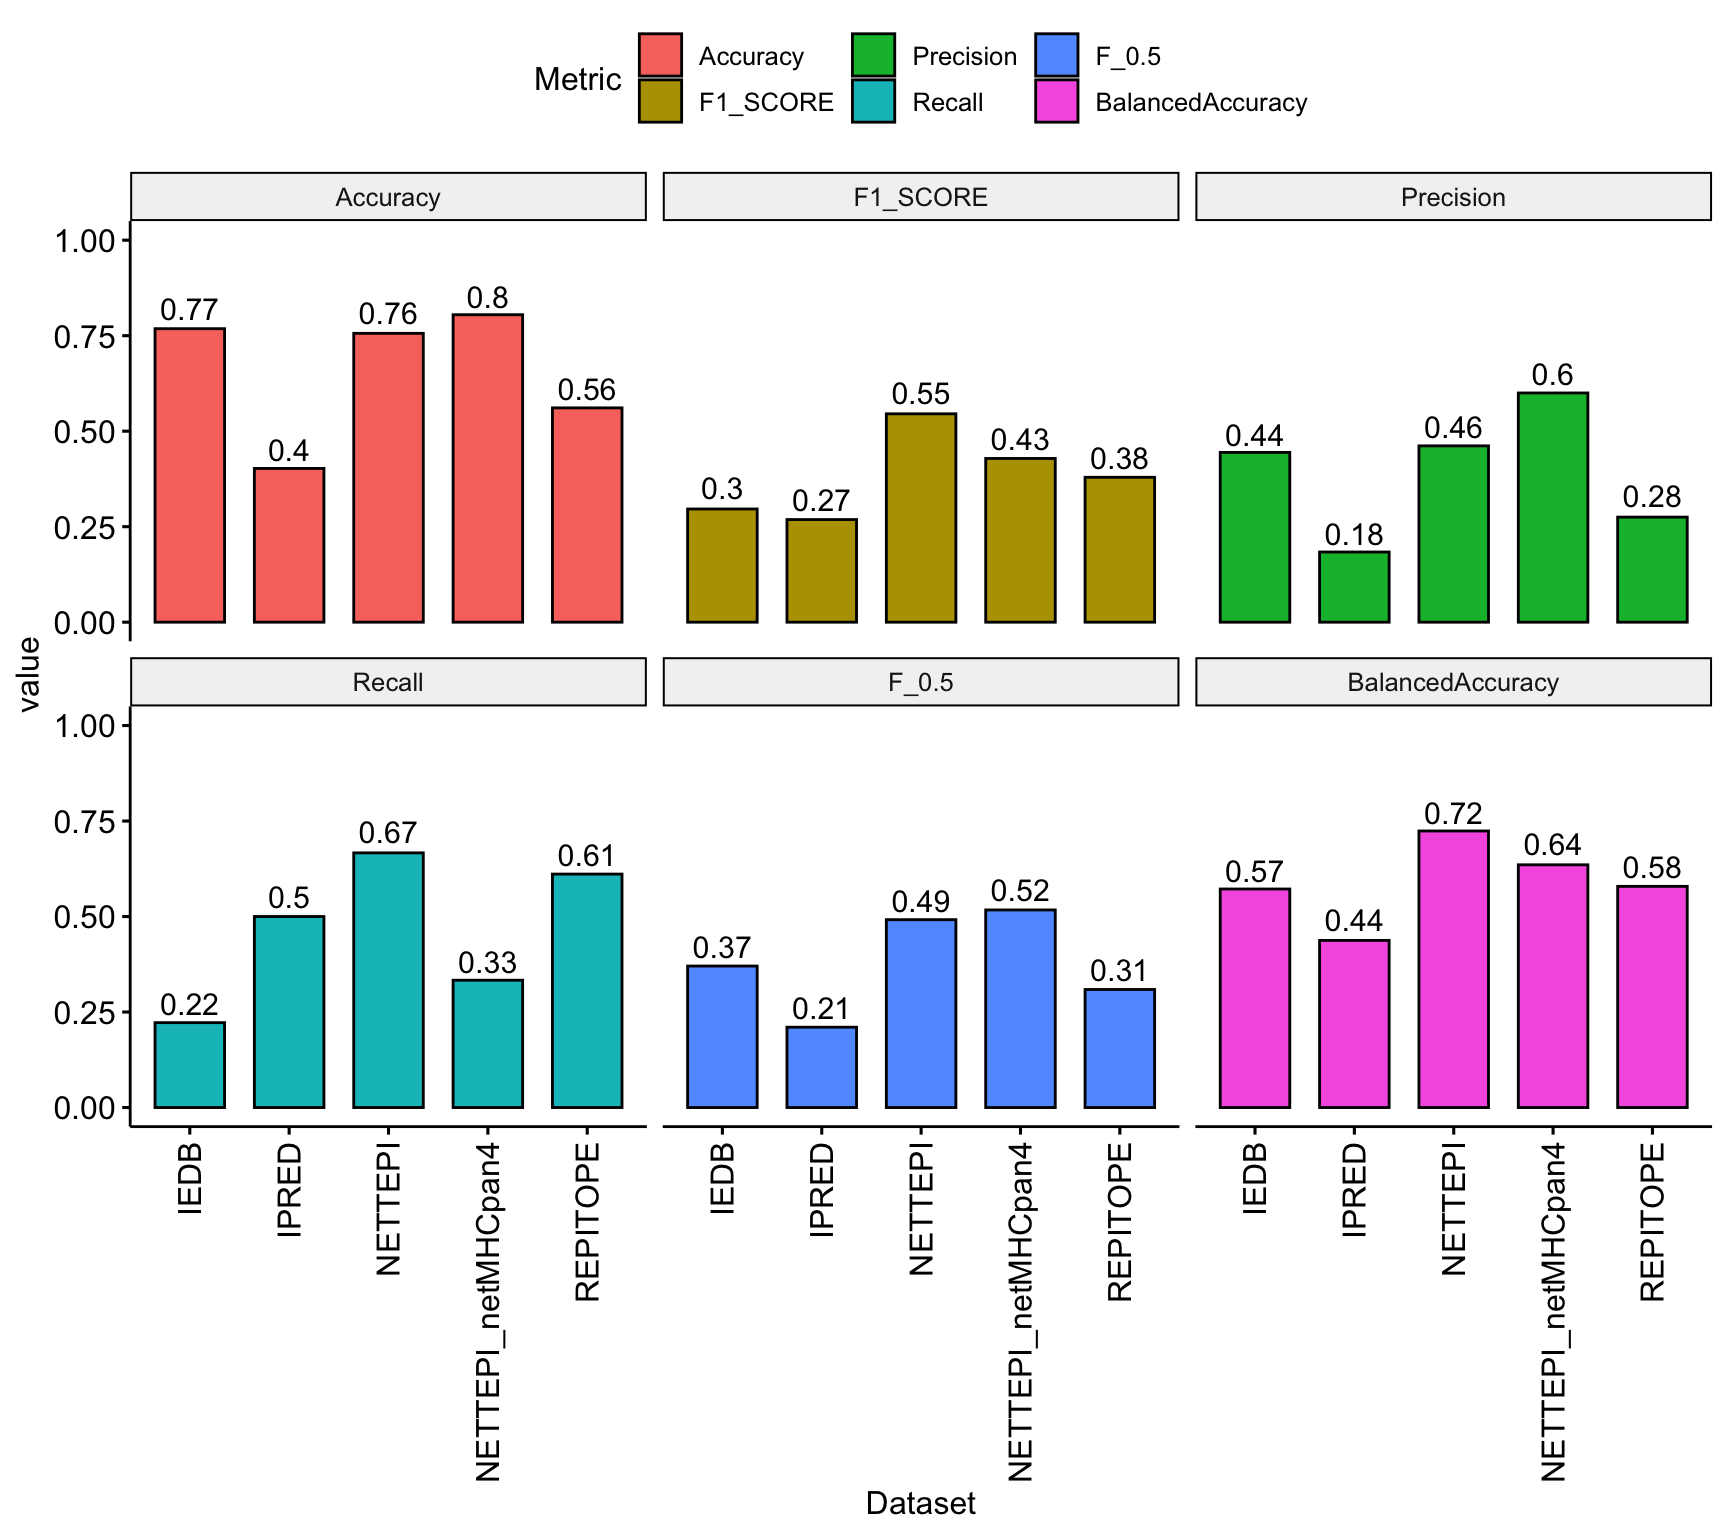 Metric
Accuracy
Precision
F_0.5
F1_SCORE
Recall
BalancedAccuracy
Accuracy
F1_SCORE
Precision
1.00
0.75
0.50
0.25
0.00
0.77
0.4
0.76
0.8
0.56
0.3
0.27
0.55
0.43
0.38
0.44
0.18
0.46
0.6
0.28
value
Recall
F_0.5
BalancedAccuracy
1.00
0.75
0.50
0.25
0.00
0.22
0.5
0.67
0.33
0.61
0.37
0.21
0.49
0.52
0.31
0.57
0.44
0.72
0.64
0.58
IEDB
IPRED
NETTEPI
NETTEPI_netMHCpan4
REPITOPE
IEDB
IPRED
NETTEPI
NETTEPI_netMHCpan4
REPITOPE
IEDB
IPRED
NETTEPI
NETTEPI_netMHCpan4
REPITOPE
Dataset